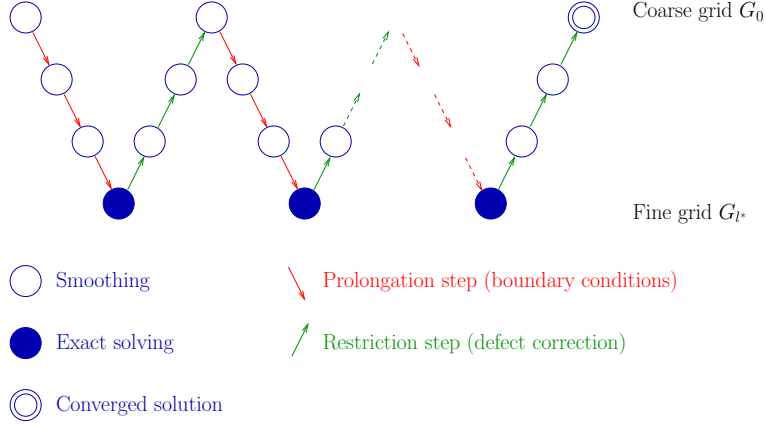 Coarse grid G₀
Fine grid Gₗ*
Smoothing
Prolongation step (boundary conditions)
Exact solving
Restriction step (defect correction)
Converged solution